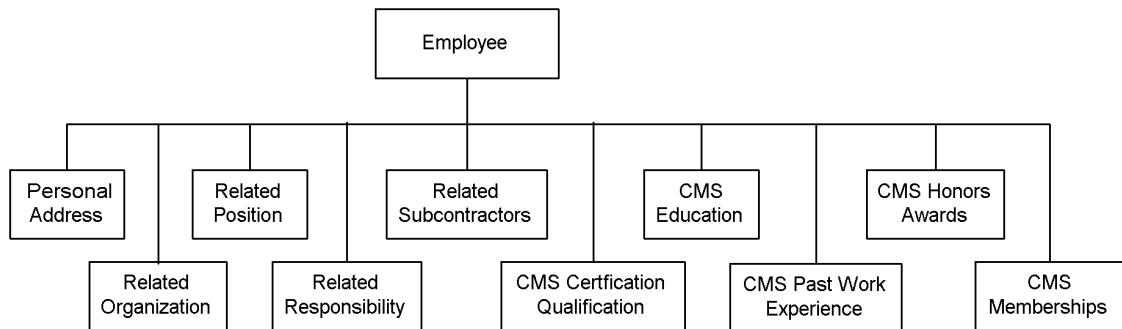 Employee
Personal
Address
Related
Position
Related
Subcontractors
CMS
Education
CMS Honors
Awards
Related
Organization
Related
Responsibility
CMS Certfication
Qualification
CMS Past Work
Experience
CMS
Memberships